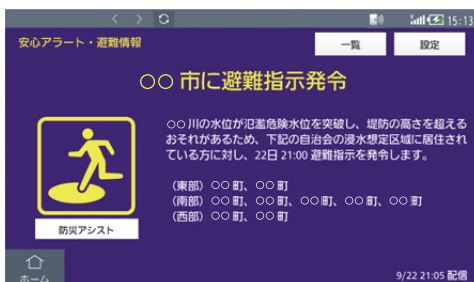 15:13
安心アラート・避難情報
一覧
設定
○○ 市に避難指示発令
○○ 川の水位が氾濫危険水位を突破し、堤防の高さを超える
おそれがあるため、下記の自治会の浸水想定区域に居住され
ている方に対し、22日 21:00 避難指示を発令します。
(東部) ○○ 町、○○ 町
(南部) ○○ 町、○○ 町、○○ 町、○○ 町、○○ 町
(西部) ○○ 町、○○ 町
防災アシスト
ホーム
9/22 21:05 配信